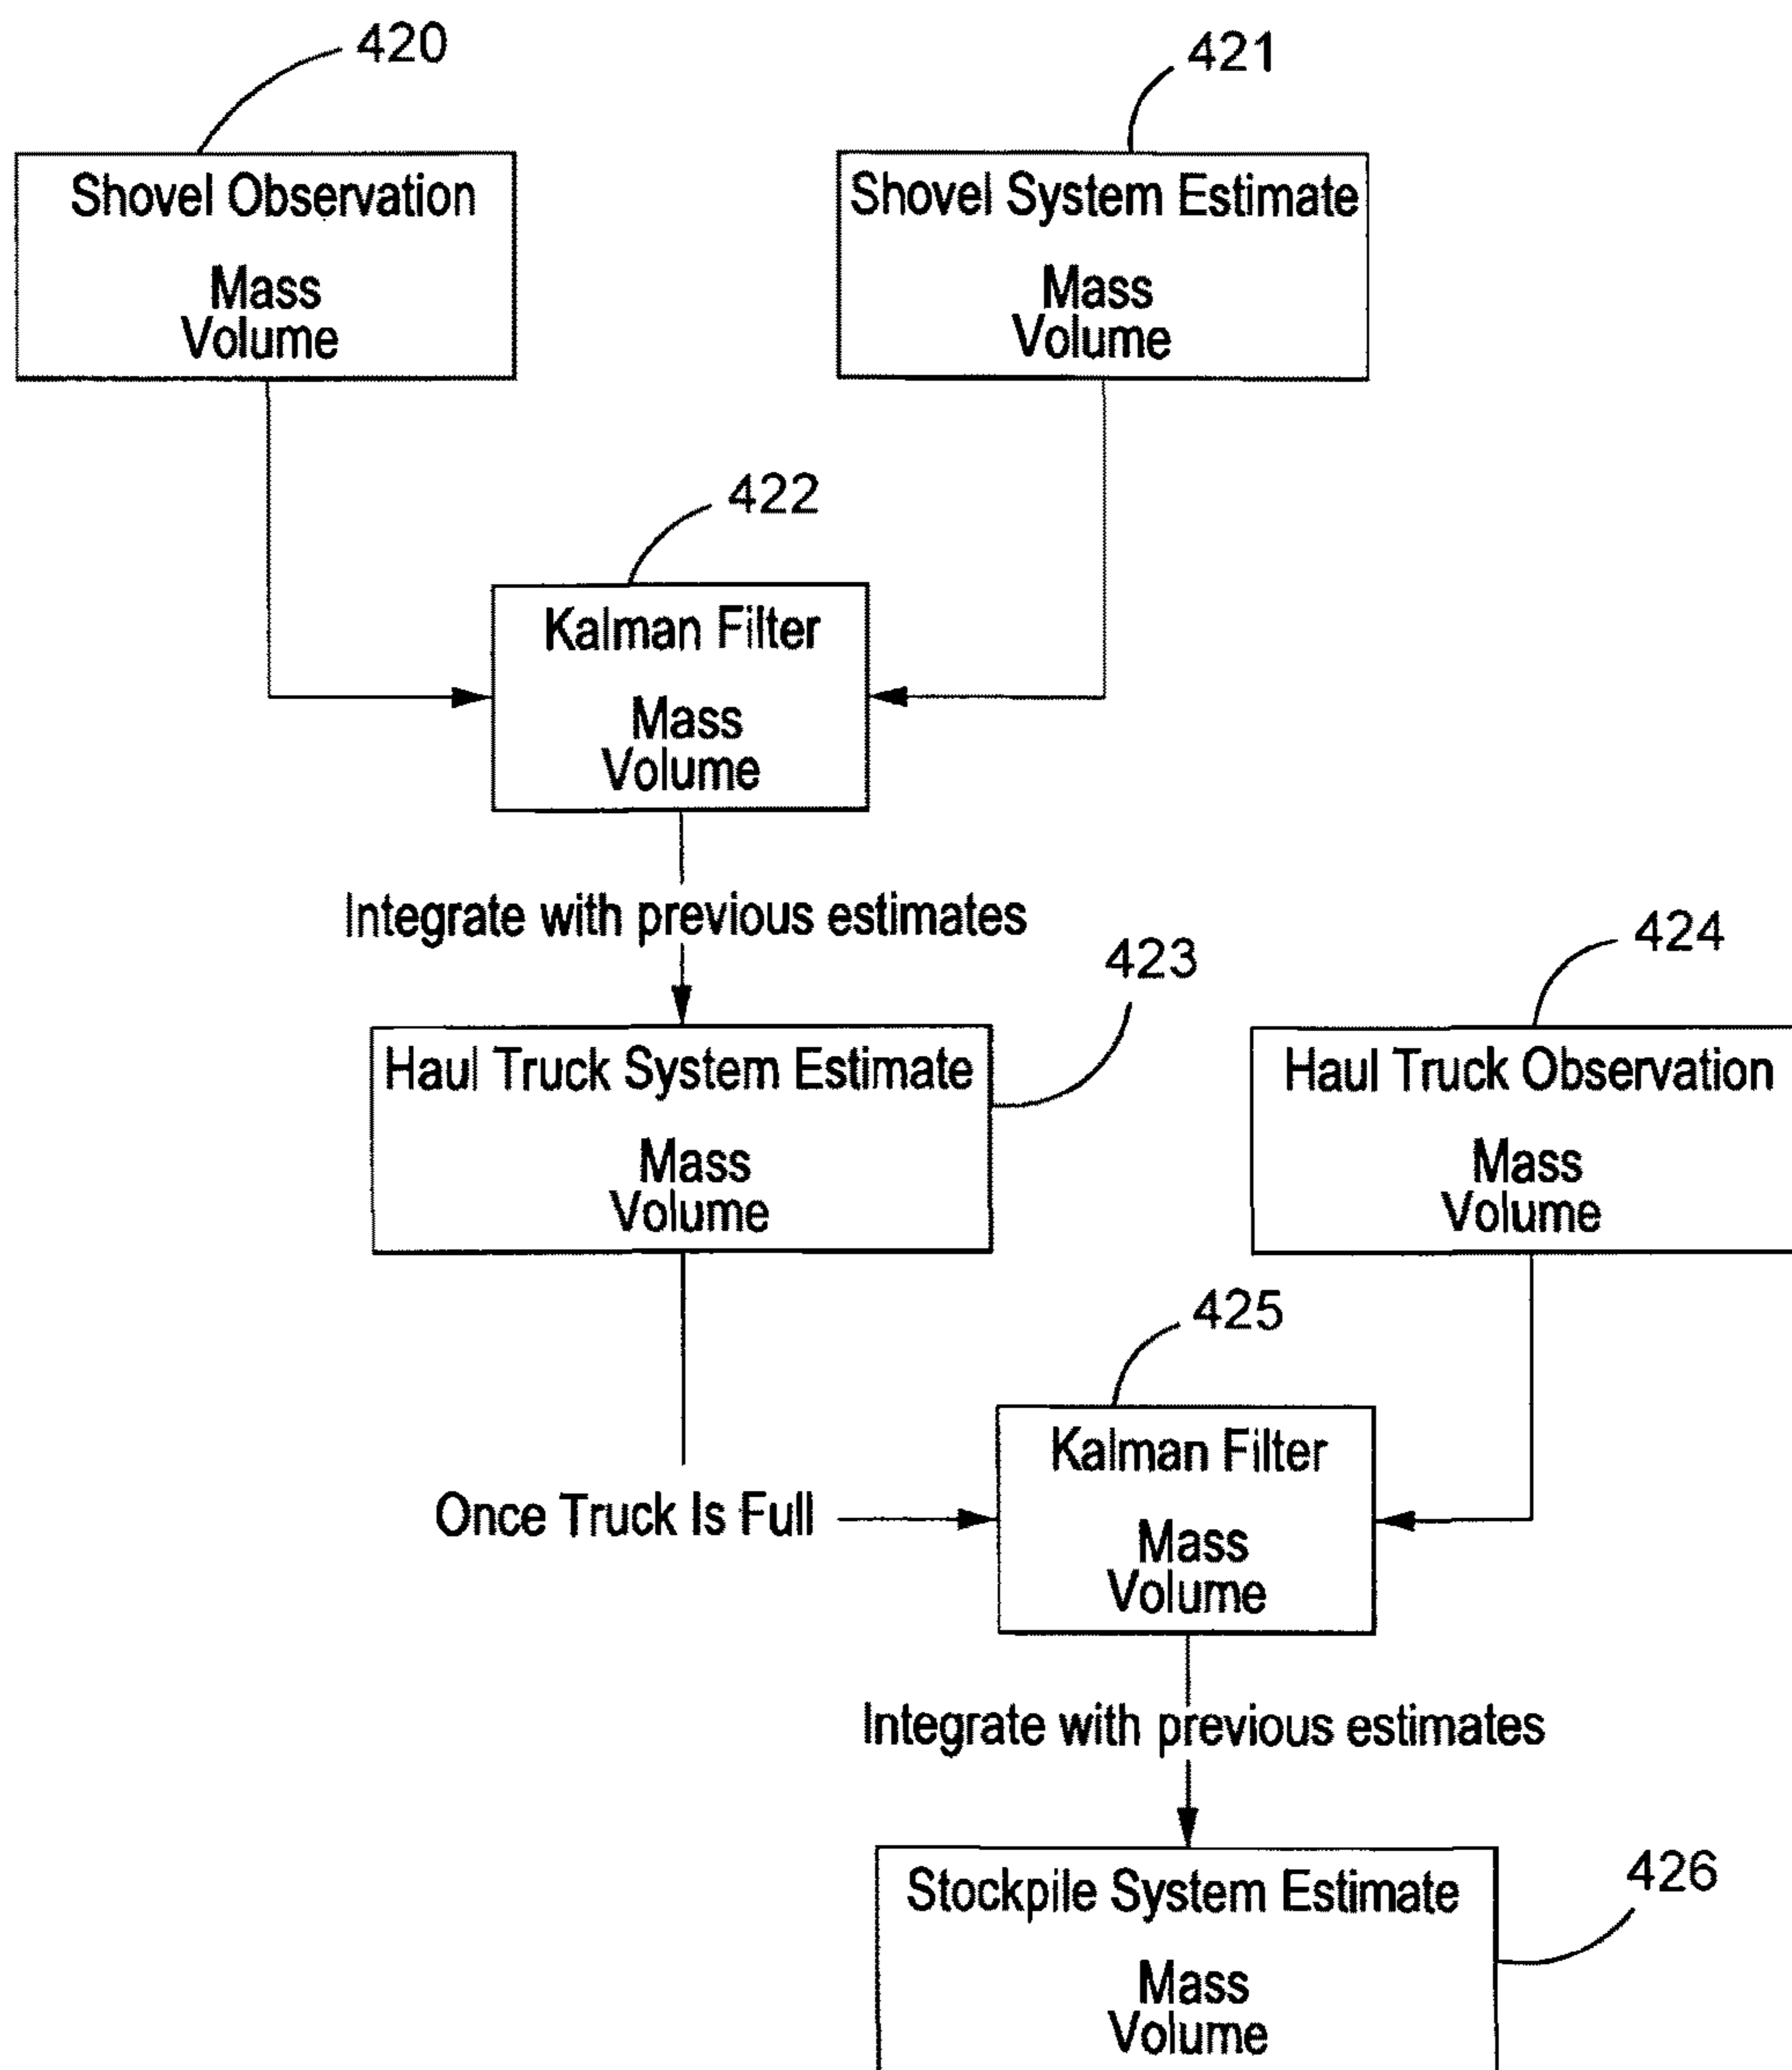 420
421
Shovel Observation
Mass
Volume
Shovel System Estimate
Mass
Volume
422
Kalman Filter
Mass
Volume
Integrate with previous estimates
423
424
Haul Truck System Estimate
Mass
Volume
Haul Truck Observation
Mass
Volume
425
Once Truck Is Full
Kalman Filter
Mass
Volume
Integrate with previous estimates
426
Stockpile System Estimate
Mass
Volume